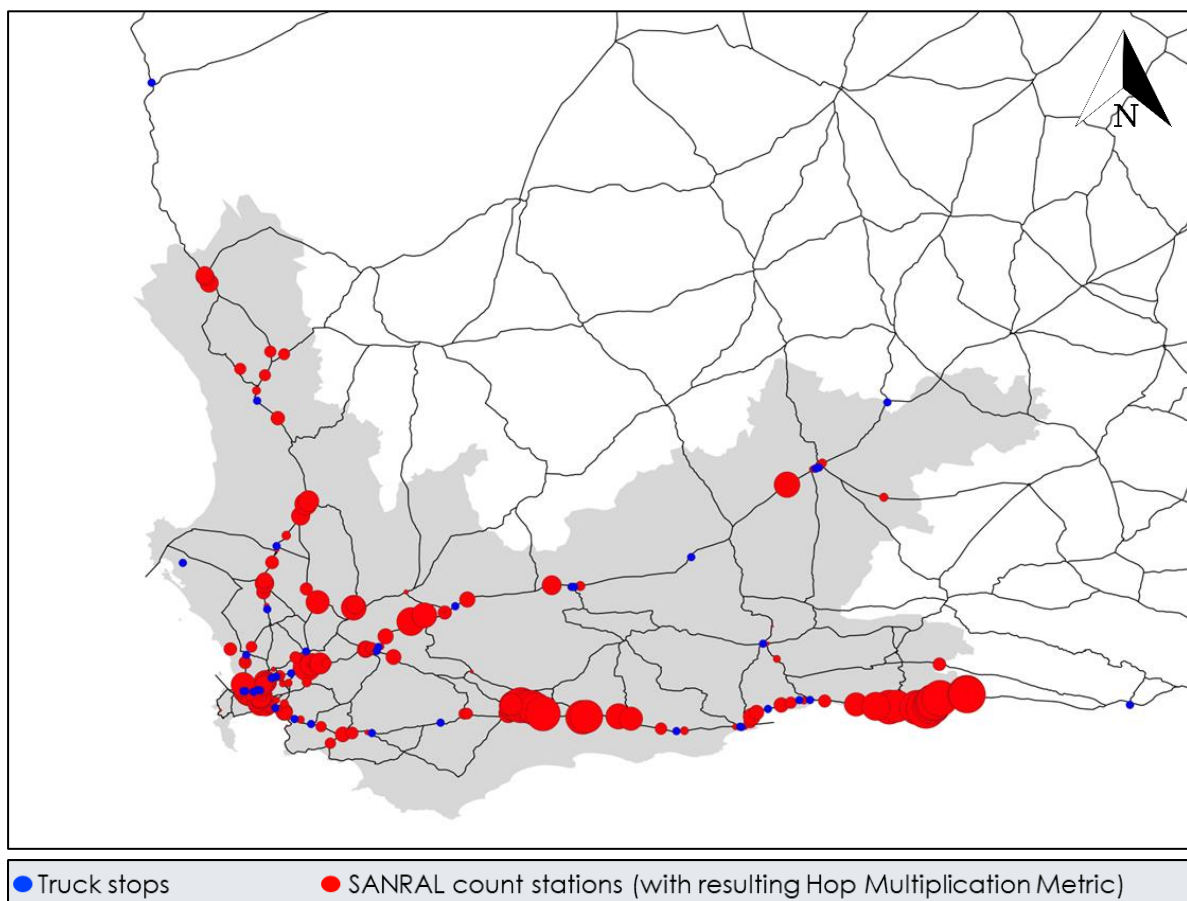 N
Truck stops
SANRAL count stations (with resulting Hop Multiplication Metric)